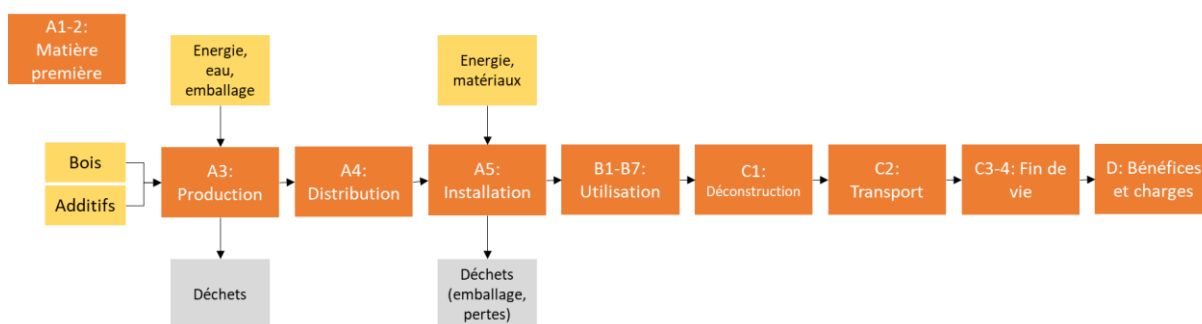 A1-2:
Matière
première
Energie,
eau,
emballage
Energie,
matériaux
Bois
Additifs
A3:
Production
A4:
Distribution
A5:
Installation
B1-B7:
Utilisation
C1:
Déconstruction
C2:
Transport
C3-4: Fin de
vie
D: Bénéfices
et charges
Déchets
Déchets
(emballage,
pertes)